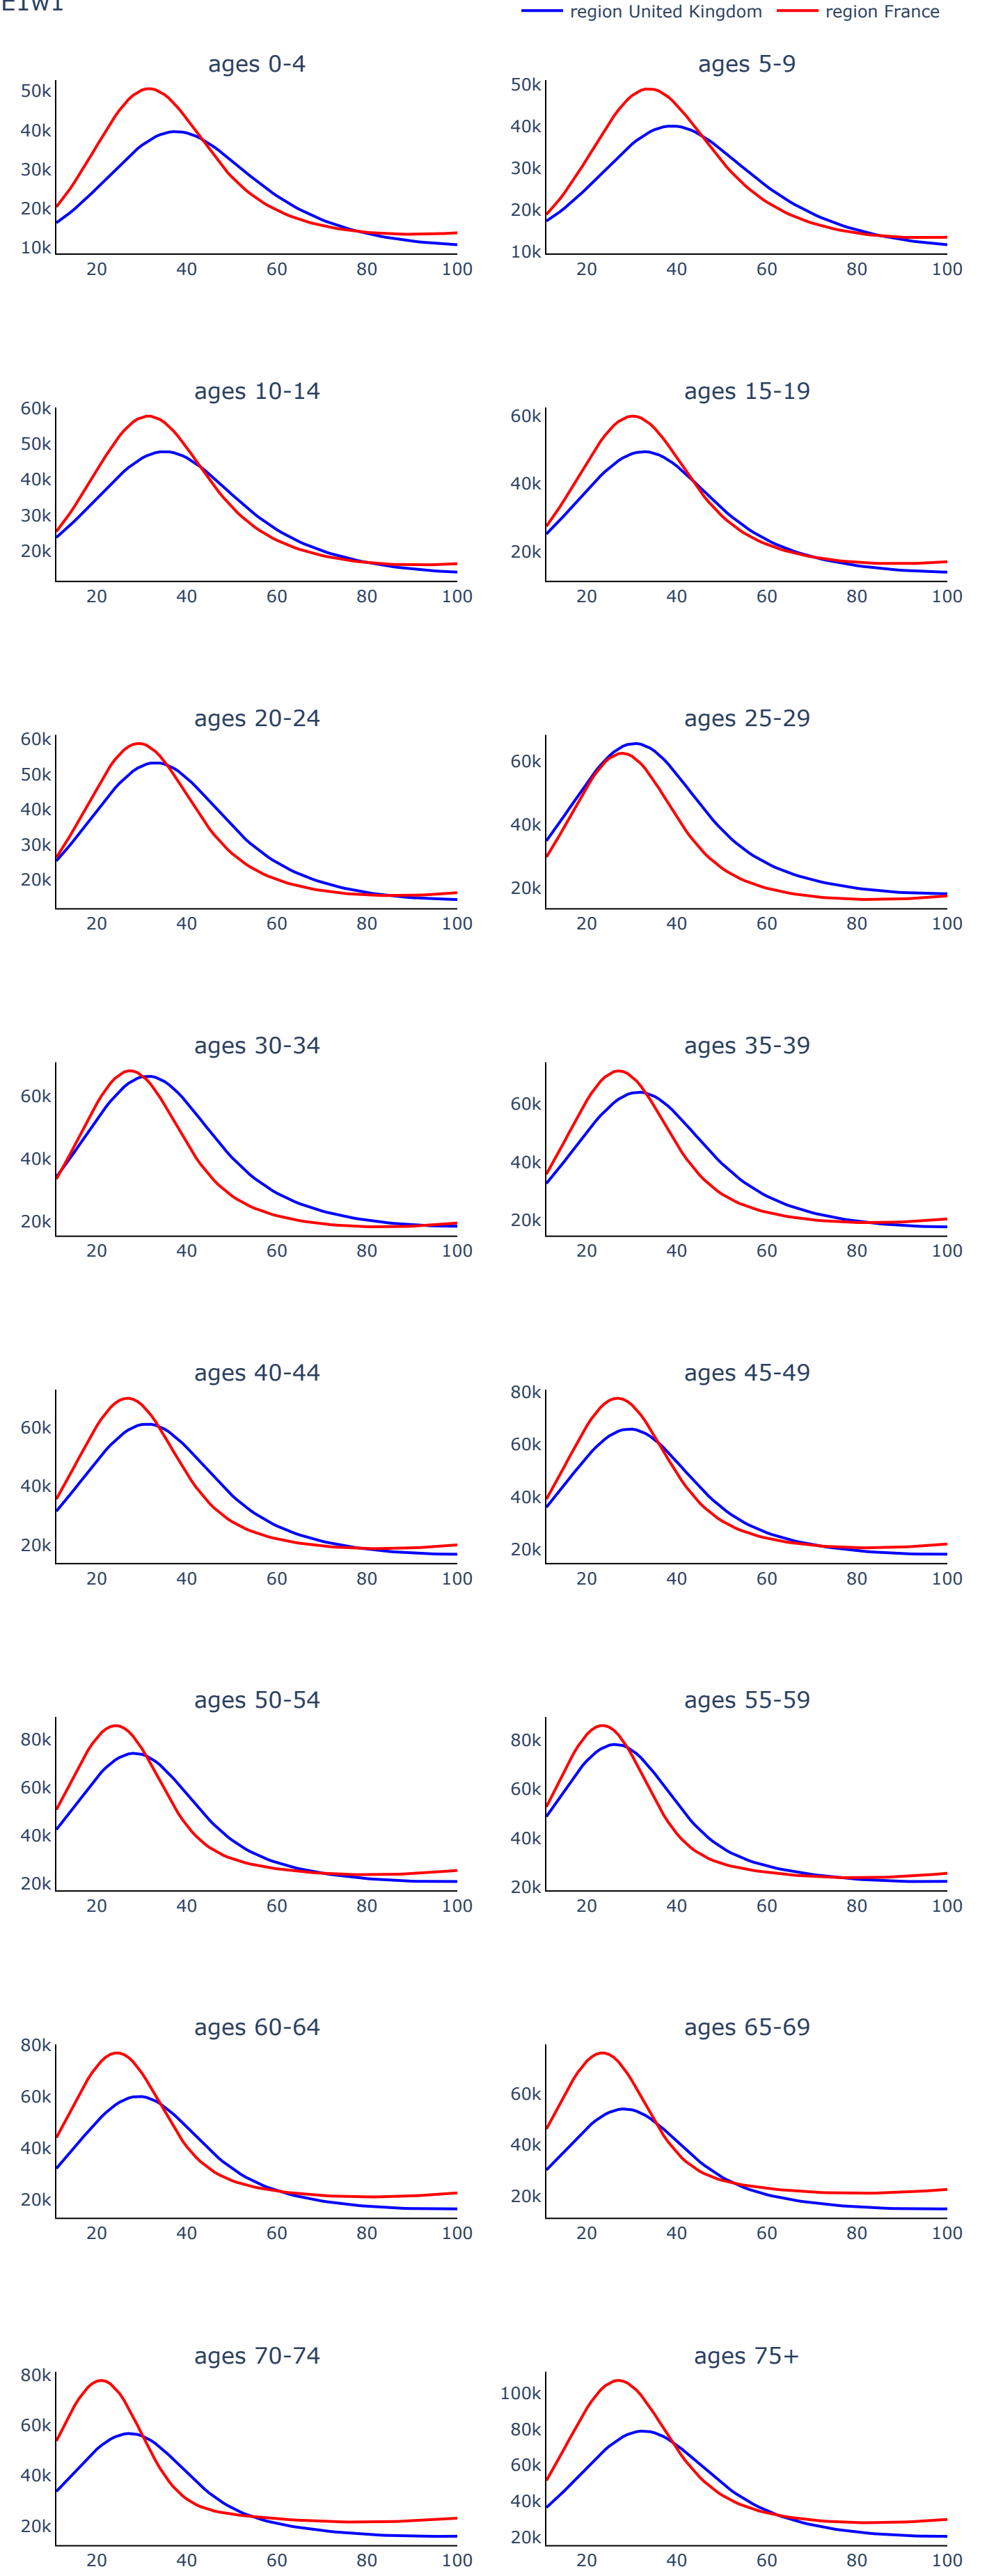 E1w1
region United Kingdom region France
ages 0-4 ages 5-9
50k 50k
40k 40k
30k 30k
20k 20k
10k 10k
20 40 60 80 100 20 40 60 80 100
ages 10-14 ages 15-19
60k 60k
50k
40k 40k
30k
20k 20k
20 40 60 80 100 20 40 60 80 100
ages 20-24 ages 25-29
60k 60k
50k
40k 40k
30k
20k 20k
20 40 60 80 100 20 40 60 80 100
ages 30-34 ages 35-39
60k 60k
40k 40k
20k 20k
20 40 60 80 100 20 40 60 80 100
ages 40-44 ages 45-49
80k
60k 60k
40k 40k
20k 20k
20 40 60 80 100 20 40 60 80 100
ages 50-54 ages 55-59
80k 80k
60k 60k
40k 40k
20k 20k
20 40 60 80 100 20 40 60 80 100
ages 60-64 ages 65-69
80k
60k 60k
40k 40k
20k 20k
20 40 60 80 100 20 40 60 80 100
ages 70-74 ages 75+
80k 100k
60k 80k
40k 60k
20k 40k
20k
20 40 60 80 100 20 40 60 80 100